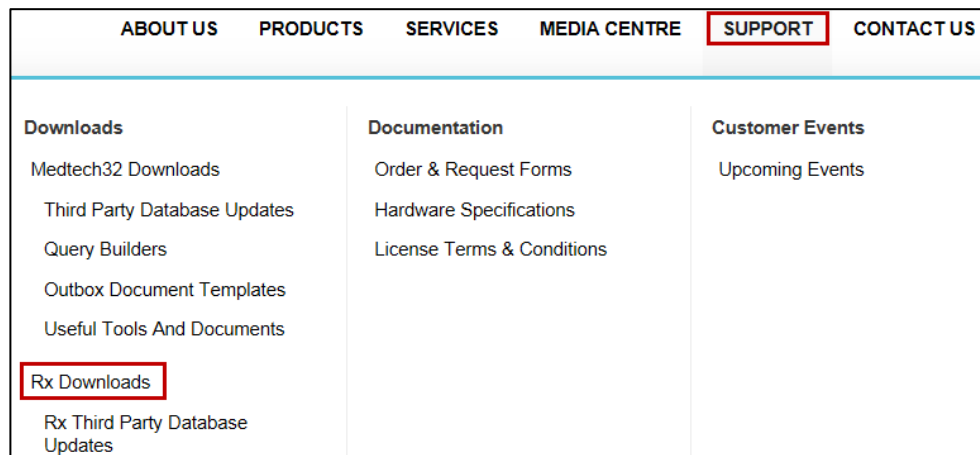 ABOUT US PRODUCTS SERVICES MEDIA CENTRE SUPPORT CONTACT US
Downloads
Medtech32 Downloads
Third Party Database Updates
Query Builders
Outbox Document Templates
Useful Tools And Documents
Rx Downloads
Rx Third Party Database
Updates
Documentation
Order & Request Forms
Hardware Specifications
License Terms & Conditions
Customer Events
Upcoming Events